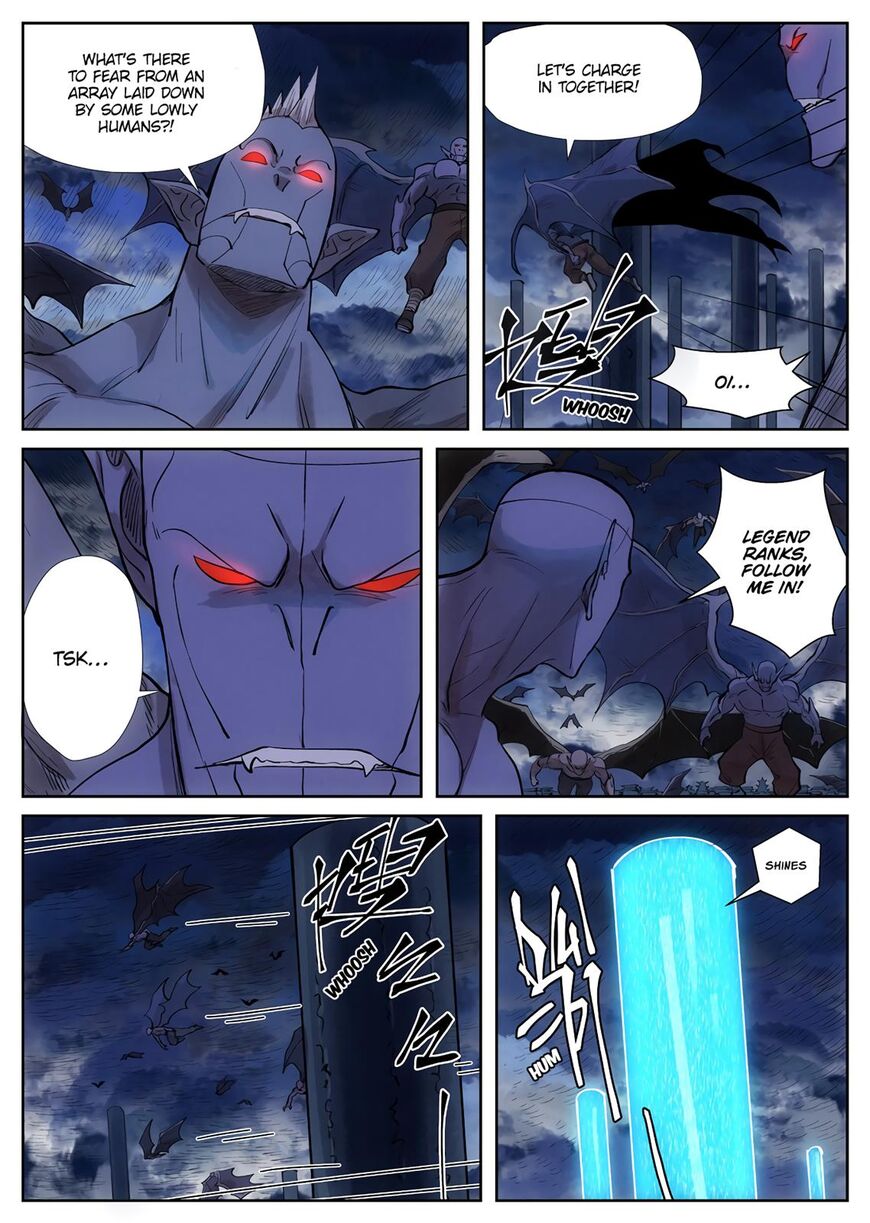 WHAT'S THERE
TO FEAR FROM AN
ARRAY LAID DOWN
BY SOME LOWLY
HUMANS?!
LET'S CHARGE
IN TOGETHER!
WHOOSH
OI...
TSK...
LEGEND
RANKS,
FOLLOW
ME IN!
WHOOSH
SHINES
HUM